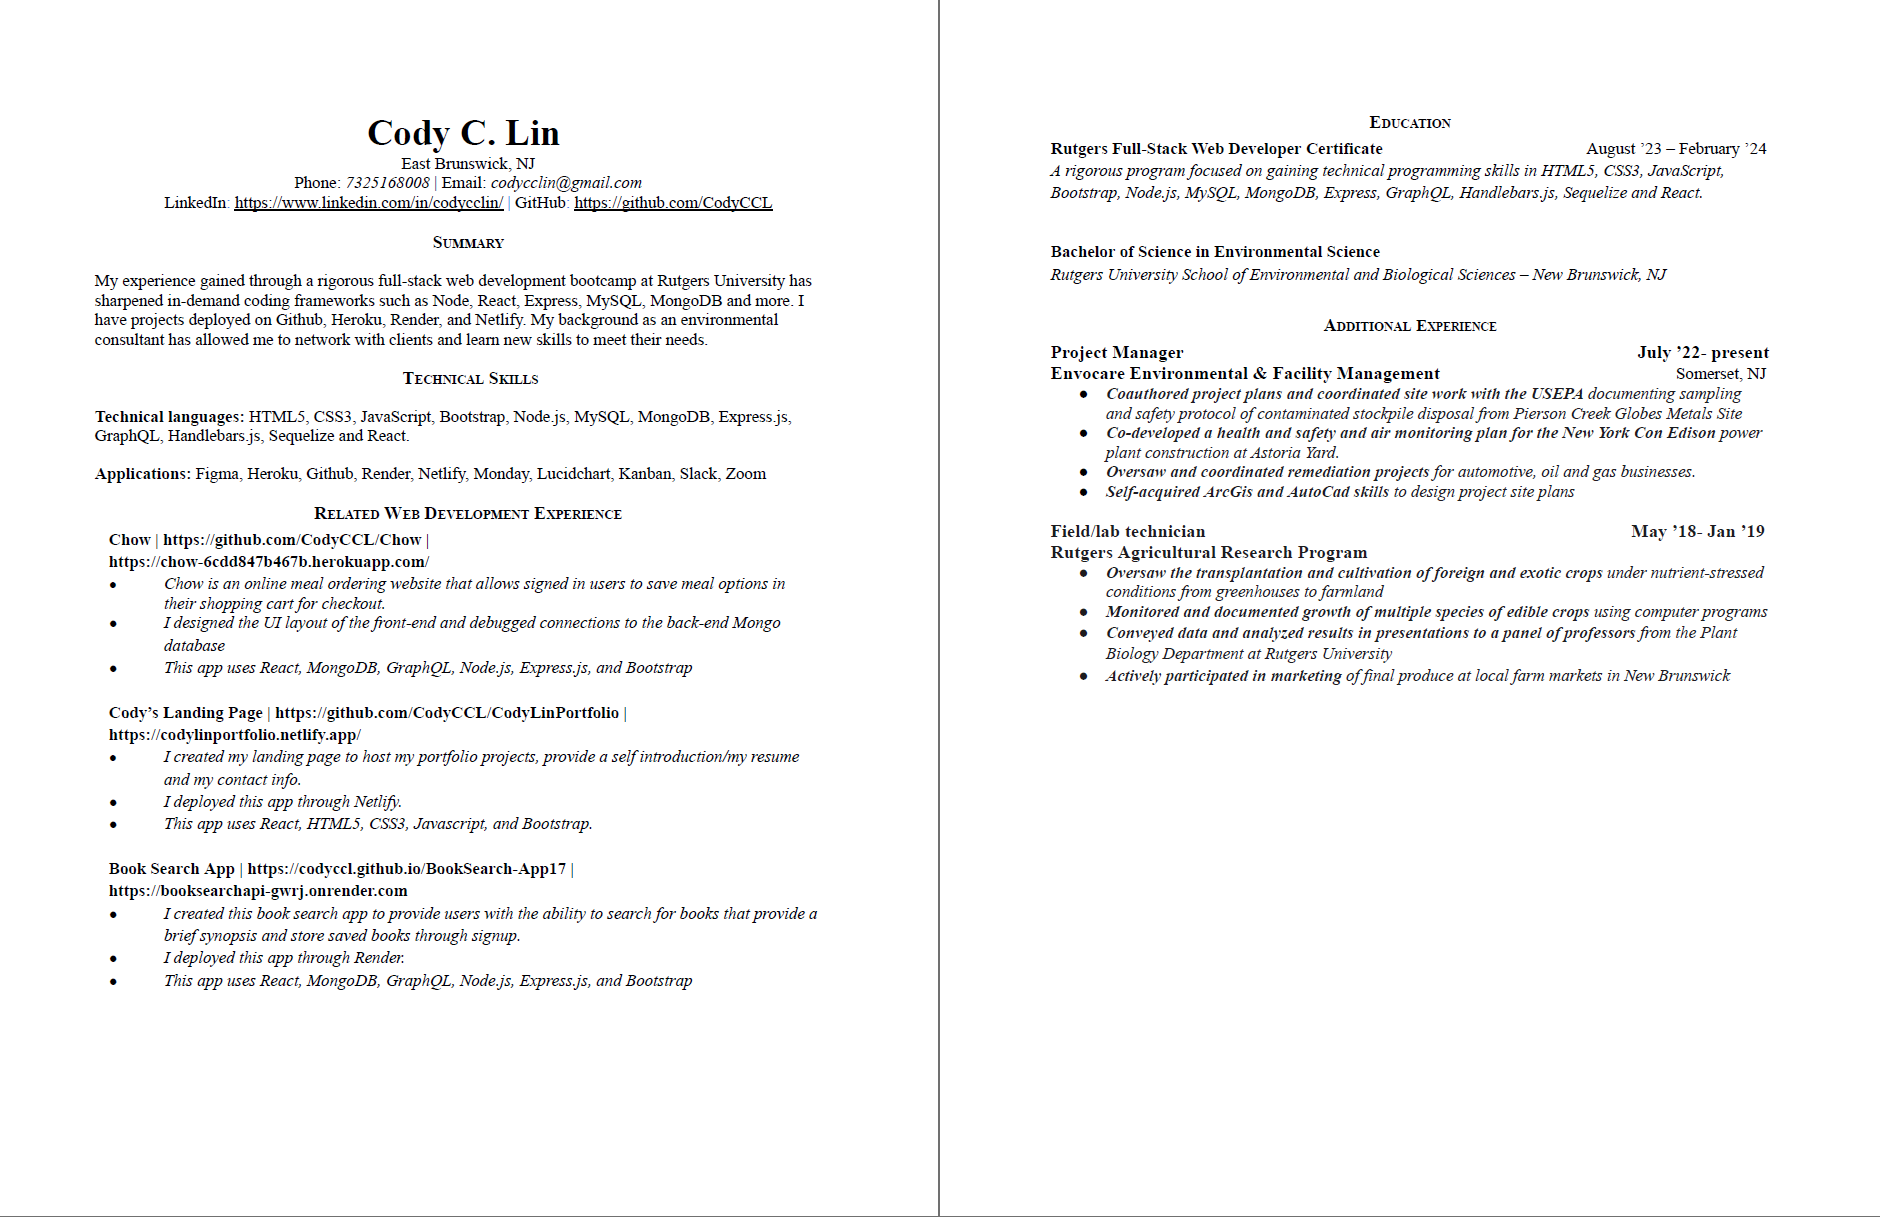 Cody C. Lin
East Brunswick, NJ
Phone: 7325168008 | Email: codycclin@gmail.com
LinkedIn: https://www.linkedin.com/in/codycclin/ | GitHub: https://github.com/CodyCCL
Summary
My experience gained through a rigorous full-stack web development bootcamp at Rutgers University has
sharpened in-demand coding frameworks such as Node, React, Express, MySQL, MongoDB and more. I
have projects deployed on Github, Heroku, Render, and Netlify. My background as an environmental
consultant has allowed me to network with clients and learn new skills to meet their needs.
Technical Skills
Technical languages: HTML5, CSS3, JavaScript, Bootstrap, Node.js, MySQL, MongoDB, Express.js,
GraphQL, Handlebars.js, Sequelize and React.
Applications: Figma, Heroku, Github, Render, Netlify, Monday, Lucidchart, Kanban, Slack, Zoom
Related Web Development Experience
Chow | https://github.com/CodyCCL/Chow |
https://chow-6cdd847b467b.herokuapp.com/
● Chow is an online meal ordering website that allows signed in users to save meal options in
their shopping cart for checkout.
● I designed the UI layout of the front-end and debugged connections to the back-end Mongo
database
● This app uses React, MongoDB, GraphQL, Node.js, Express.js, and Bootstrap
Cody’s Landing Page | https://github.com/CodyCCL/CodyLinPortfolio |
https://codylinportfolio.netlify.app/
● I created my landing page to host my portfolio projects, provide a self introduction/my resume
and my contact info.
● I deployed this app through Netlify.
● This app uses React, HTML5, CSS3, Javascript, and Bootstrap.
Book Search App | https://codyccl.github.io/BookSearch-App17 |
https://booksearchapi-gwrj.onrender.com
● I created this book search app to provide users with the ability to search for books that provide a
brief synopsis and store saved books through signup.
● I deployed this app through Render.
● This app uses React, MongoDB, GraphQL, Node.js, Express.js, and Bootstrap
Education
Rutgers Full-Stack Web Developer Certificate August ’23 – February ’24
A rigorous program focused on gaining technical programming skills in HTML5, CSS3, JavaScript,
Bootstrap, Node.js, MySQL, MongoDB, Express, GraphQL, Handlebars.js, Sequelize and React.
Bachelor of Science in Environmental Science
Rutgers University School of Environmental and Biological Sciences – New Brunswick, NJ
Additional Experience
Project Manager July ’22- present
Envocare Environmental & Facility Management Somerset, NJ
● Coauthored project plans and coordinated site work with the USEPA documenting sampling
and safety protocol of contaminated stockpile disposal from Pierson Creek Globes Metals Site
● Co-developed a health and safety and air monitoring plan for the New York Con Edison power
plant construction at Astoria Yard.
● Oversaw and coordinated remediation projects for automotive, oil and gas businesses.
● Self-acquired ArcGis and AutoCad skills to design project site plans
Field/lab technician May ’18- Jan ’19
Rutgers Agricultural Research Program
● Oversaw the transplantation and cultivation of foreign and exotic crops under nutrient-stressed
conditions from greenhouses to farmland
● Monitored and documented growth of multiple species of edible crops using computer programs
● Conveyed data and analyzed results in presentations to a panel of professors from the Plant
Biology Department at Rutgers University
● Actively participated in marketing of final produce at local farm markets in New Brunswick